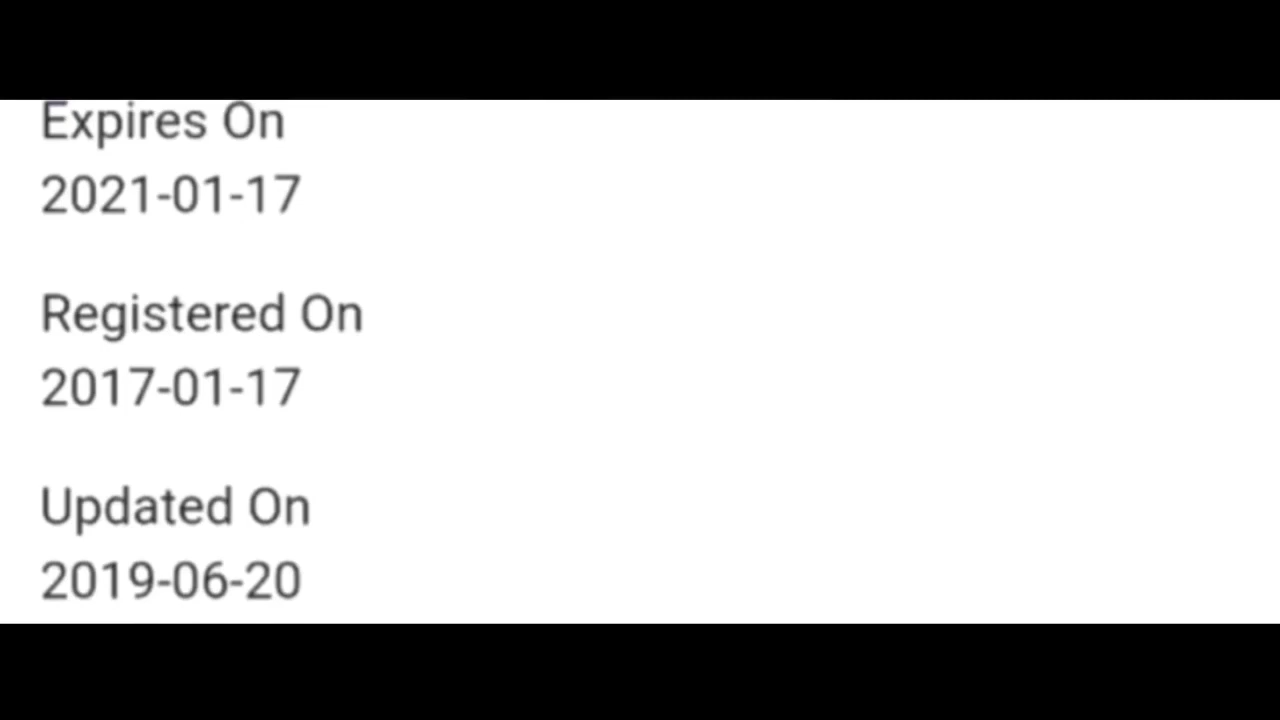 Expires On
2021-01-17
Registered On
2017-01-17
Updated On
2019-06-20